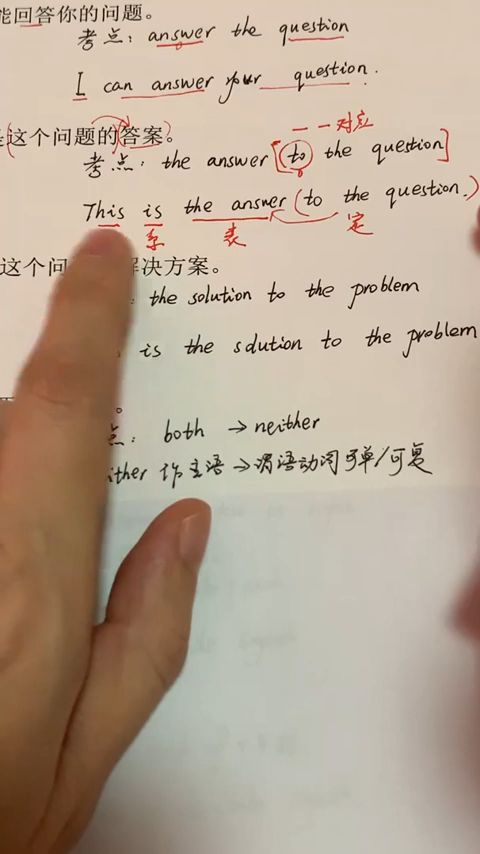 能回答你的问题。
考点：answer the question
I can answer your question.
是(这个问题的)答案。
一一对应
考点：the answer [to the question]
This is the answer (to the question.)
系 表 定
这个问 解决方案。
the solution to the problem
is the sdution to the problem
。
点：both → neither
ither 作主语 → 谓语动词可单/可复